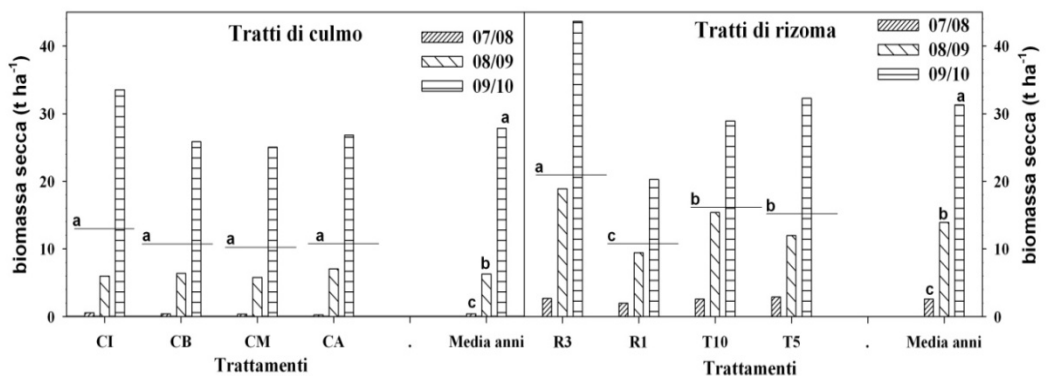 Tratti di culmo
07/08
08/09
09/10
biomassa secca (t ha⁻¹)
40
30
20
10
0
a
a
a
a
a
b
c
CI CB CM CA . Media anni
Trattamenti
Tratti di rizoma
07/08
08/09
09/10
a
c
b
b
a
b
c
R3 R1 T10 T5 . Media anni
Trattamenti
40
30
20
10
0
biomassa secca (t ha⁻¹)